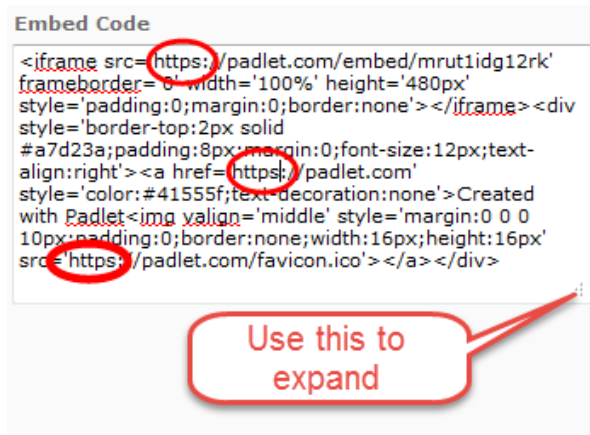 Embed Code
<iframe src='https://padlet.com/embed/mrut1idg12rk'
frameborder='0' width='100%' height='480px'
style='padding:0;margin:0;border:none'></iframe><div
style='border-top:2px solid
#a7d23a;padding:8px;margin:0;font-size:12px;text-
align:right'><a href='https://padlet.com'
style='color:#41555f;text-decoration:none'>Created
with Padlet<img valign='middle' style='margin:0 0 0
10px;padding:0;border:none;width:16px;height:16px'
src='https://padlet.com/favicon.ico'></a></div>
Use this to
expand